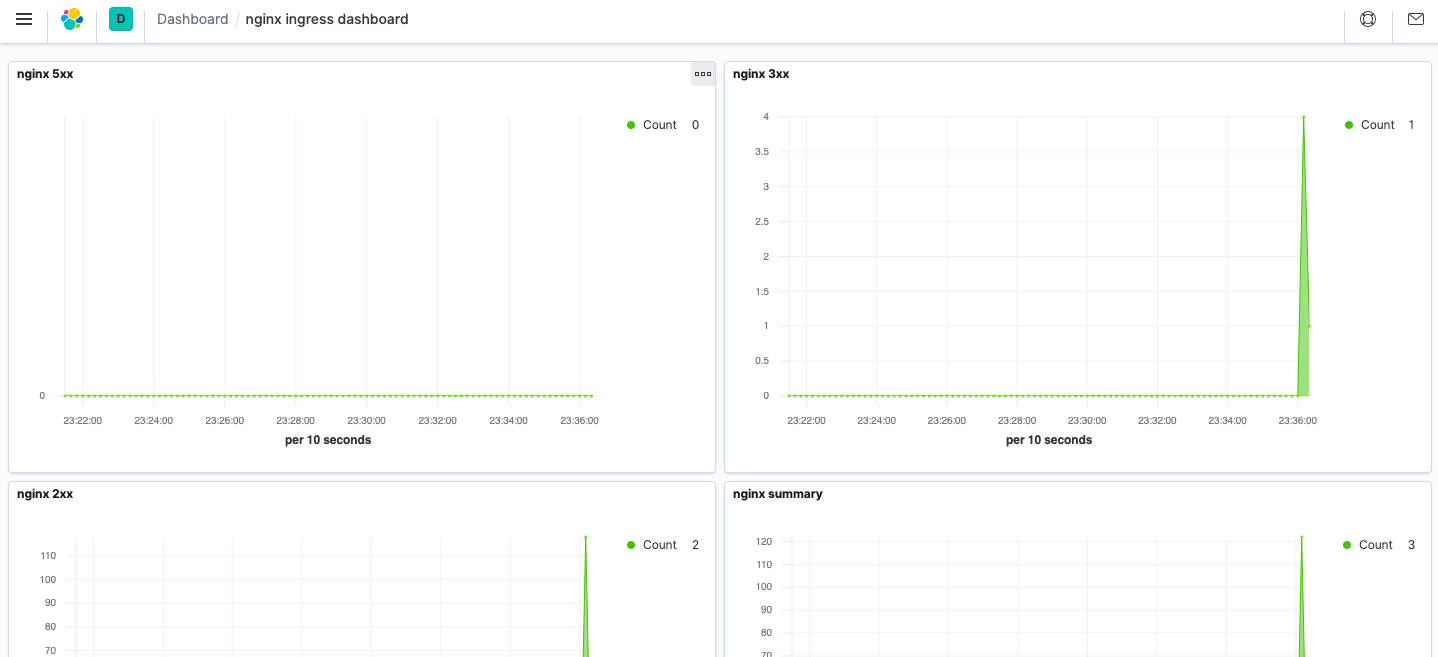 D Dashboard / nginx ingress dashboard
nginx 5xx
Count 0
0
23:22:00 23:24:00 23:26:00 23:28:00 23:30:00 23:32:00 23:34:00 23:36:00
per 10 seconds
nginx 3xx
Count 1
4
3.5
3
2.5
2
1.5
1
0.5
0
23:22:00 23:24:00 23:26:00 23:28:00 23:30:00 23:32:00 23:34:00 23:36:00
per 10 seconds
nginx 2xx
Count 2
110
100
90
80
70
nginx summary
Count 3
120
110
100
90
80
70